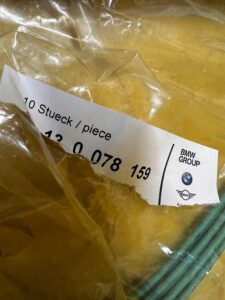 10 Stueck / piece
13 0 078 159
BMW
GROUP